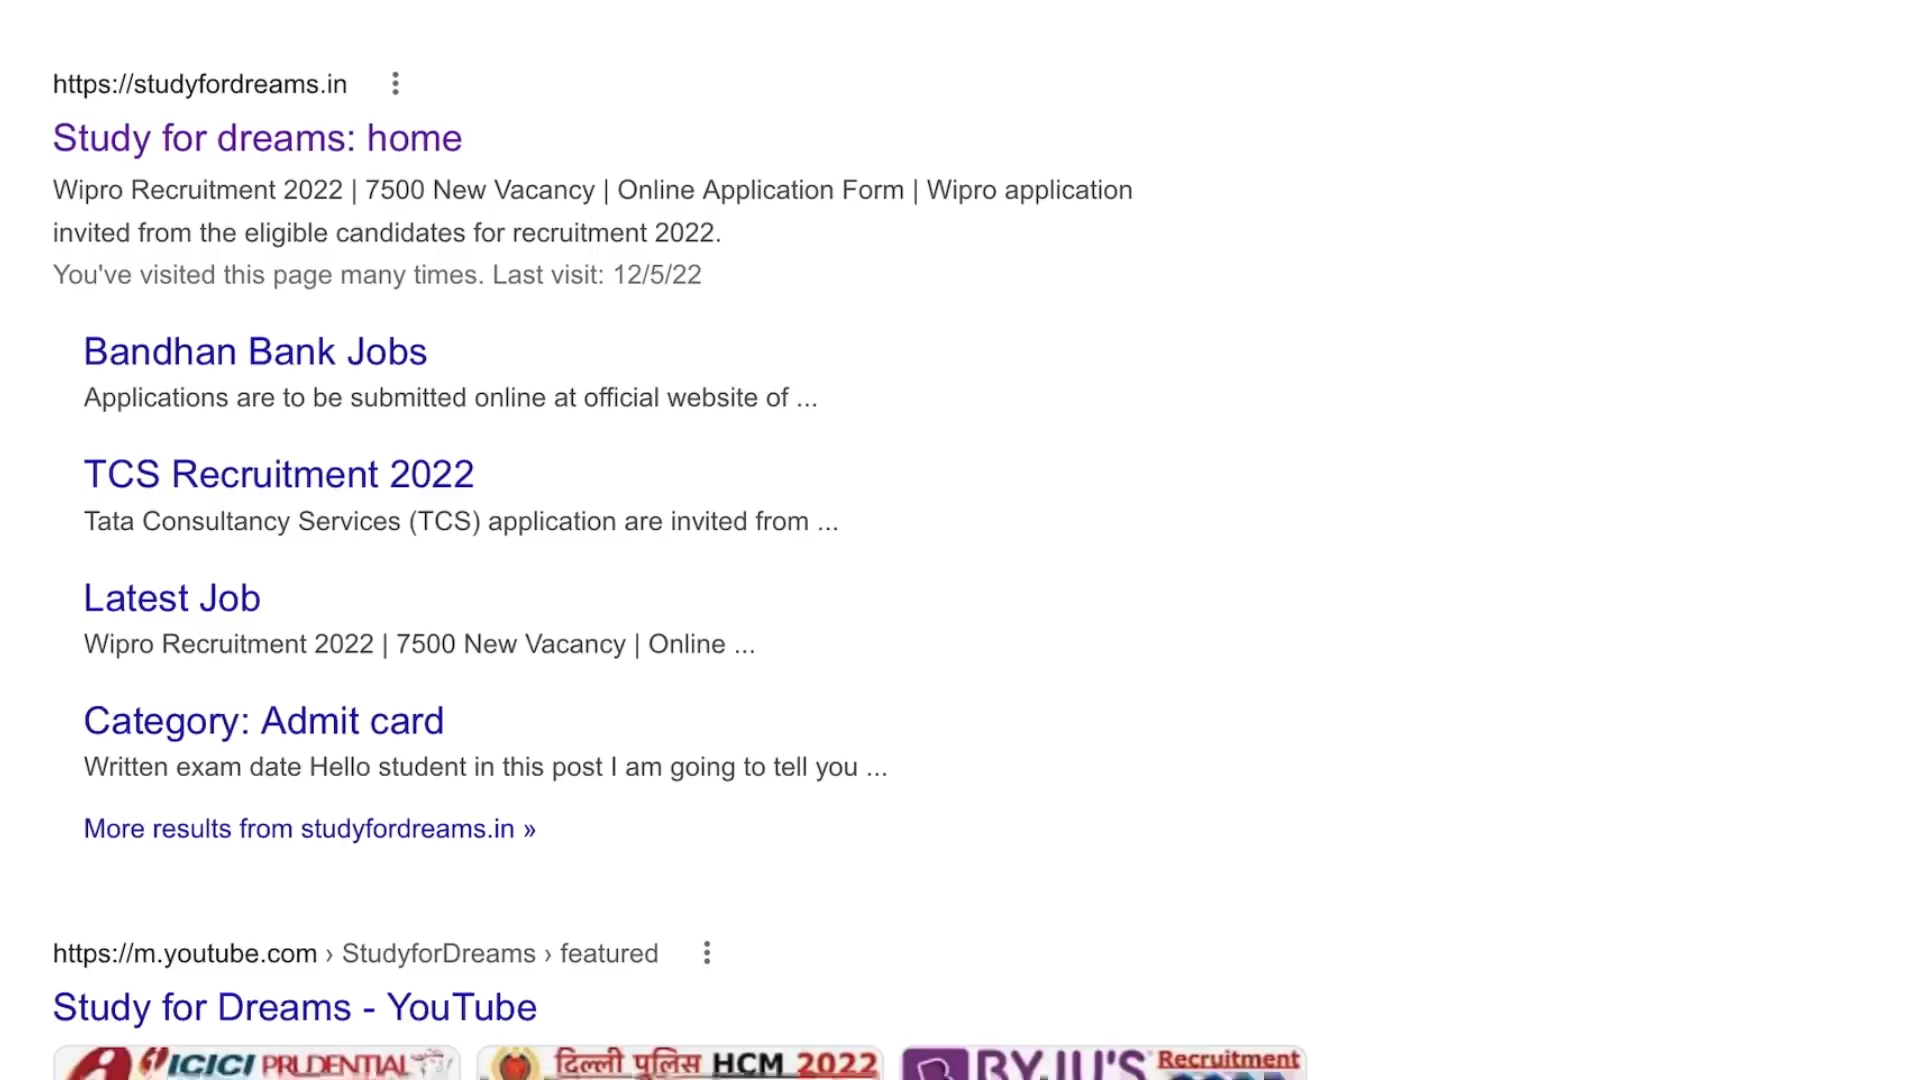 https://studyfordreams.in
Study for dreams: home
Wipro Recruitment 2022 | 7500 New Vacancy | Online Application Form | Wipro application
invited from the eligible candidates for recruitment 2022.
You've visited this page many times. Last visit: 12/5/22
Bandhan Bank Jobs
Applications are to be submitted online at official website of ...
TCS Recruitment 2022
Tata Consultancy Services (TCS) application are invited from ...
Latest Job
Wipro Recruitment 2022 | 7500 New Vacancy | Online ...
Category: Admit card
Written exam date Hello student in this post I am going to tell you ...
More results from studyfordreams.in »
https://m.youtube.com › StudyforDreams › featured
Study for Dreams - YouTube
ICICI PRUDENTIAL
दिल्ली पुलिस HCM 2022
BYJU'S Recruitment